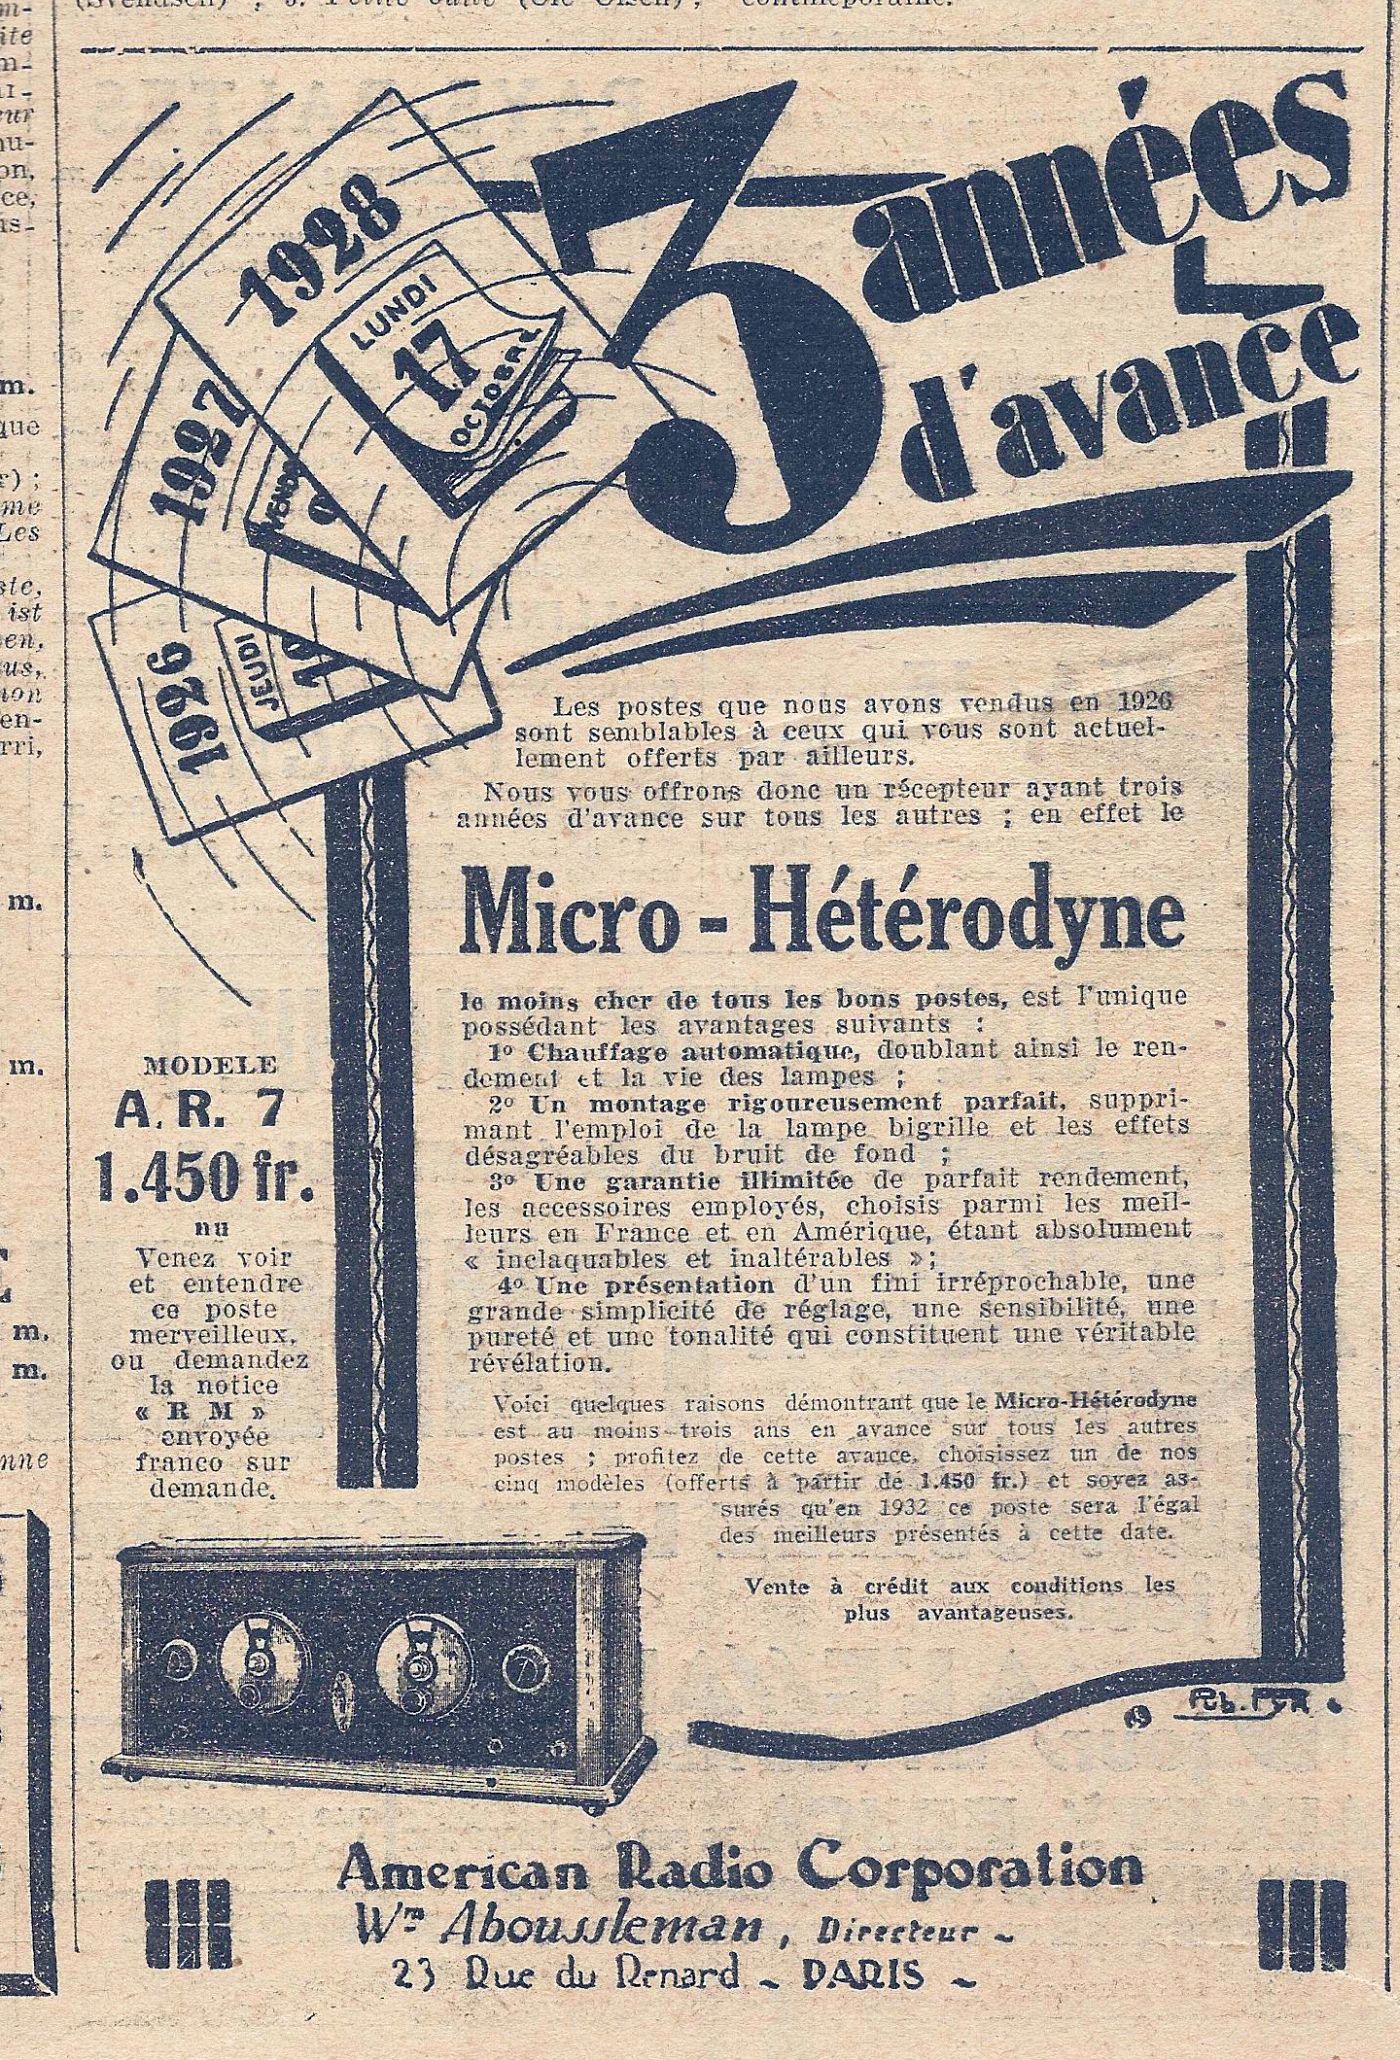 3 années
d'avance
1928
LUNDI
17
OCTOBRE
1927
VENDR
9
1926
JEUDI
Les postes que nous avons vendus en 1926
sont semblables à ceux qui vous sont actuel-
lement offerts par ailleurs.
Nous vous offrons donc un récepteur ayant trois
années d'avance sur tous les autres ; en effet le
Micro-Hétérodyne
le moins cher de tous les bons postes, est l'unique
possédant les avantages suivants :
1º Chauffage automatique, doublant ainsi le ren-
dement et la vie des lampes ;
2º Un montage rigoureusement parfait, suppri-
mant l'emploi de la lampe bigrille et les effets
désagréables du bruit de fond ;
3º Une garantie illimitée de parfait rendement,
les accessoires employés, choisis parmi les meil-
leurs en France et en Amérique, étant absolument
« inclaquables et inaltérables »;
4º Une présentation d'un fini irréprochable, une
grande simplicité de réglage, une sensibilité, une
pureté et une tonalité qui constituent une véritable
révélation.
Voici quelques raisons démontrant que le Micro-Hétérodyne
est au moins trois ans en avance sur tous les autres
postes ; profitez de cette avance, choisissez un de nos
cinq modèles (offerts à partir de 1.450 fr.) et soyez as-
surés qu'en 1932 ce poste sera l'égal
des meilleurs présentés à cette date.
Vente à crédit aux conditions les
plus avantageuses.
MODELE
A. R. 7
1.450 fr.
nu
Venez voir
et entendre
ce poste
merveilleux,
ou demandez
la notice
« R M »
envoyée
franco sur
demande.
Pub. Pyr.
American Radio Corporation
Wm Aboussleman, Directeur ~
23 Rue du Renard ~ PARIS ~